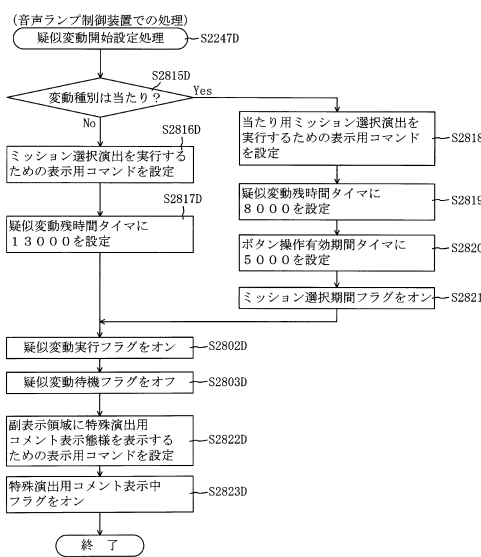 (音声ランプ制御装置での処理)
疑似変動開始設定処理
S2247D
S2815D
変動種別は当たり？
Yes
No
S2816D
ミッション選択演出を実行する
ための表示用コマンドを設定
S2817D
疑似変動残時間タイマに
１３０００を設定
当たり用ミッション選択演出を
実行するための表示用コマンド
を設定
S2818
疑似変動残時間タイマに
８０００を設定
S2819
ボタン操作有効期間タイマに
５０００を設定
S2820
ミッション選択期間フラグをオン
S2821
疑似変動実行フラグをオン
S2802D
疑似変動待機フラグをオフ
S2803D
副表示領域に特殊演出用
コメント表示態様を表示する
ための表示用コマンドを設定
S2822D
特殊演出用コメント表示中
フラグをオン
S2823D
終 了